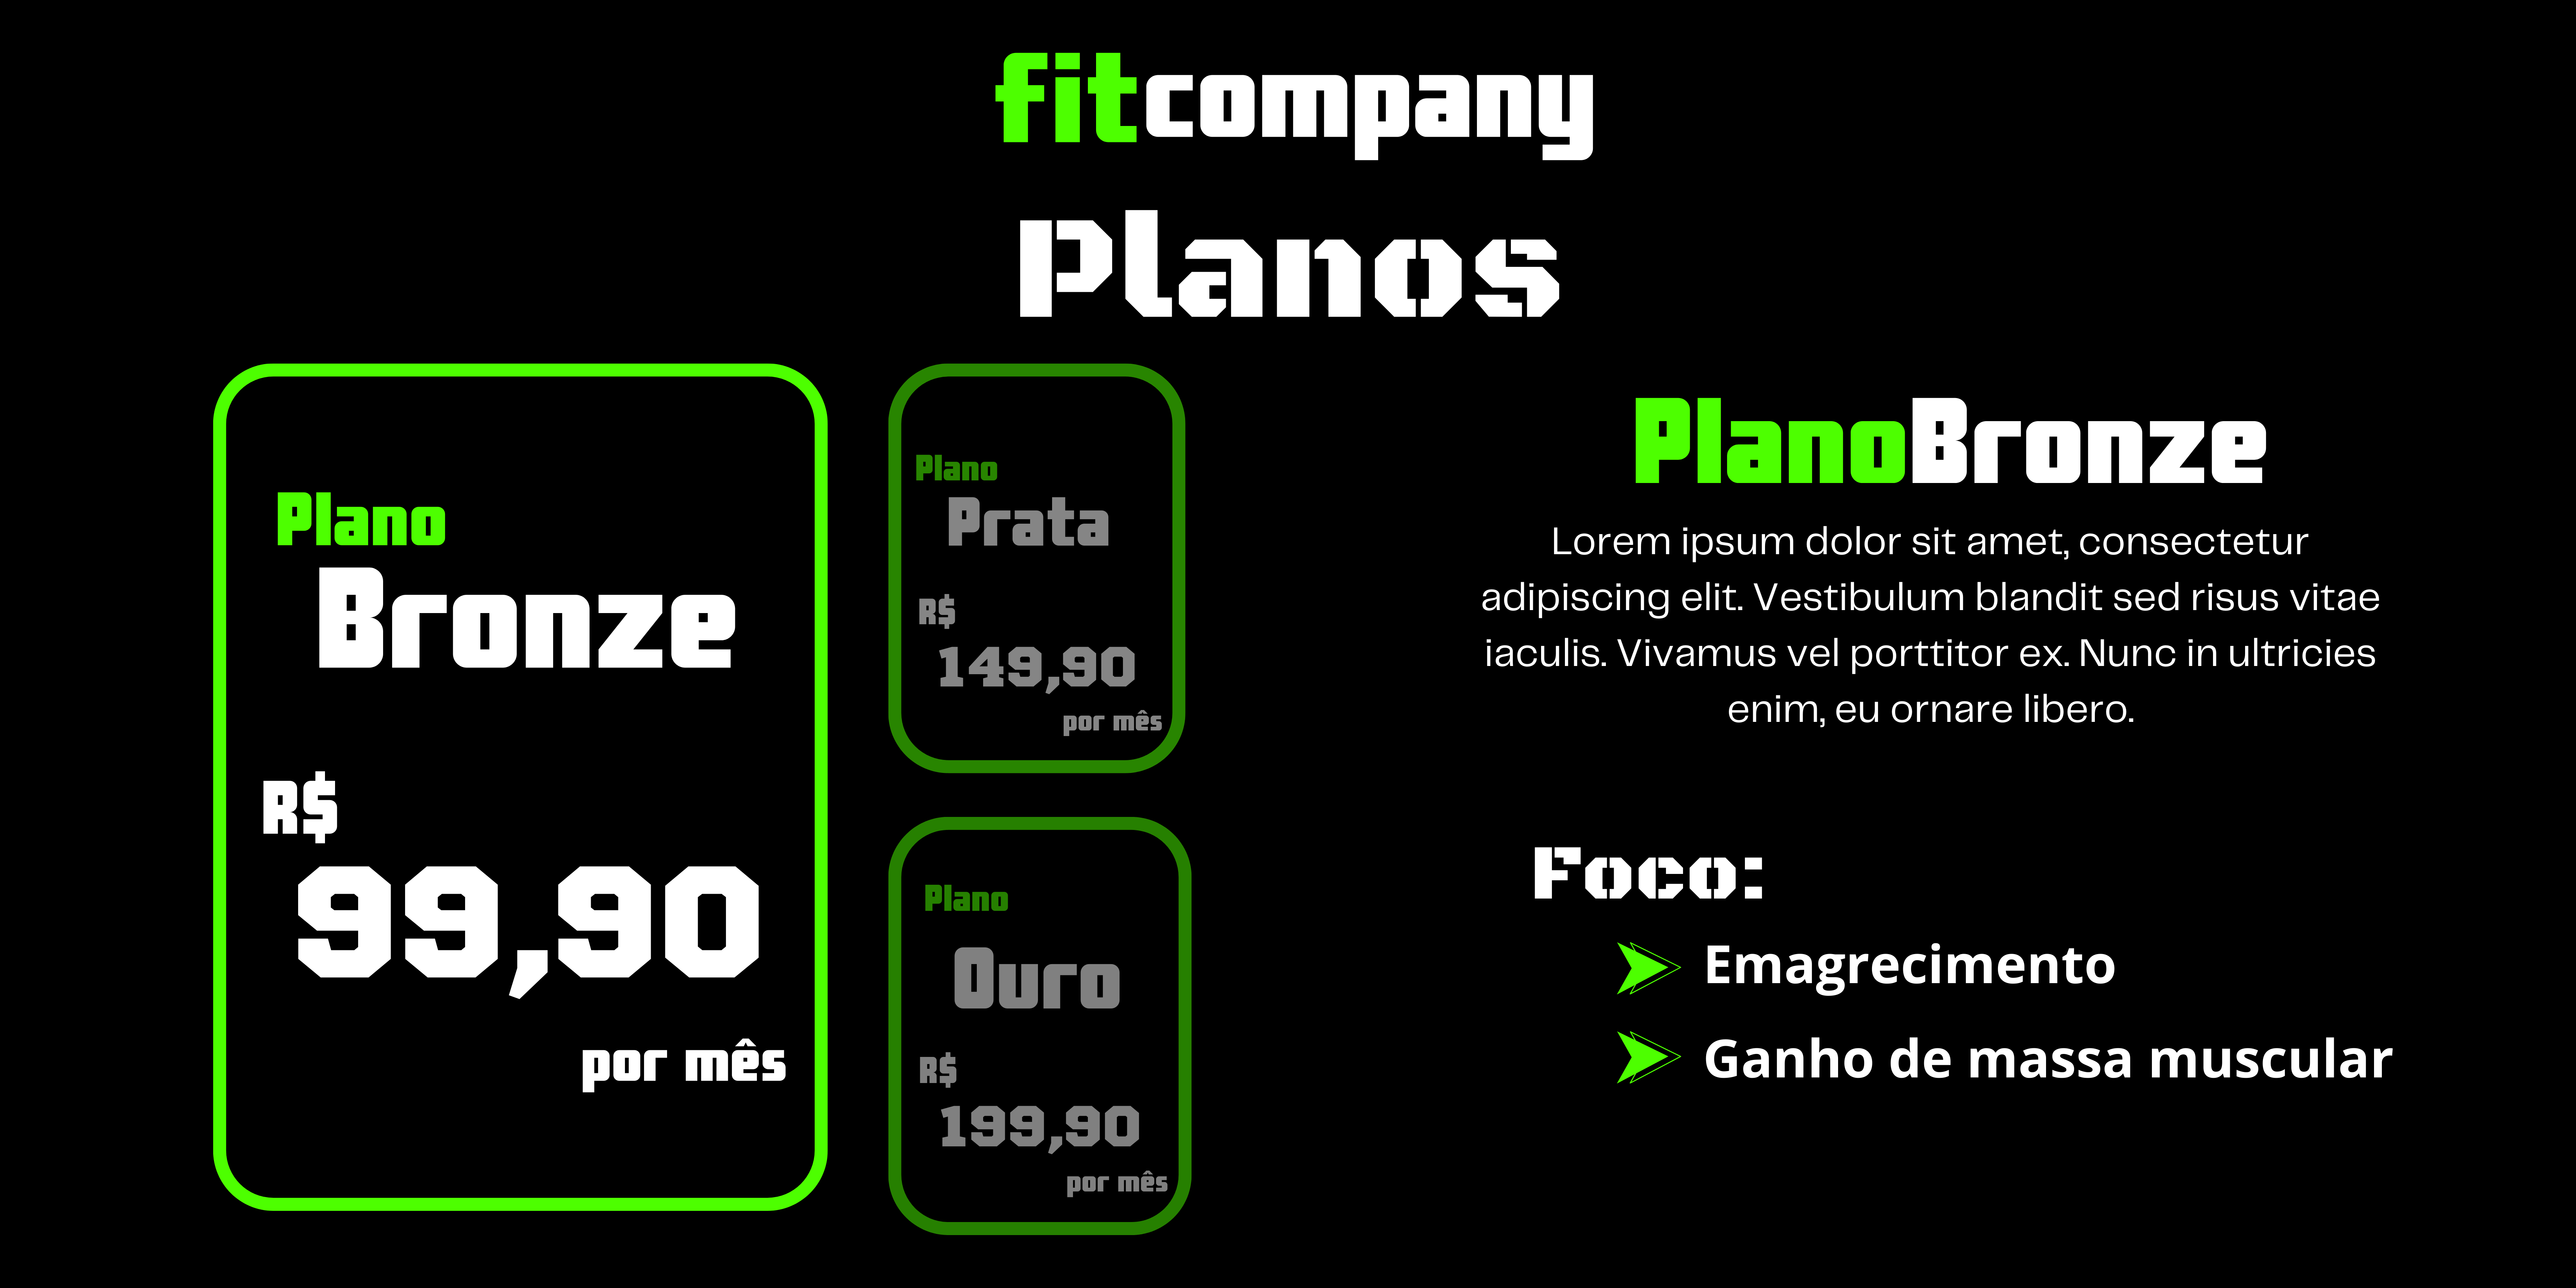 fitcompany
Planos
Plano
Bronze
R$
99,90
por mês
Plano
Prata
R$
149,90
por mês
Plano
Ouro
R$
199,90
por mês
PlanoBronze
Lorem ipsum dolor sit amet, consectetur
adipiscing elit. Vestibulum blandit sed risus vitae
iaculis. Vivamus vel porttitor ex. Nunc in ultricies
enim, eu ornare libero.
Foco:
Emagrecimento
Ganho de massa muscular